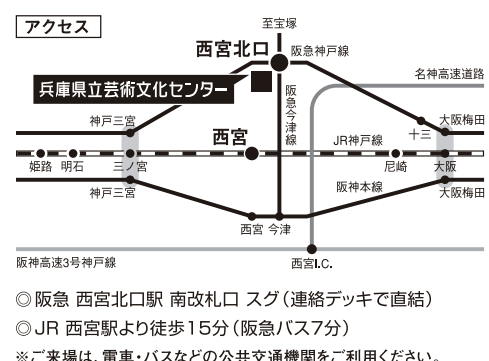 アクセス
至宝塚
西宮北口
阪急神戸線
兵庫県立芸術文化センター
名神高速道路
阪急今津線
神戸三宮
西宮
JR神戸線
十三
大阪梅田
姫路
明石
三ノ宮
尼崎
大阪
神戸三宮
阪神本線
大阪梅田
西宮
今津
阪神高速3号神戸線
西宮I.C.
◎阪急 西宮北口駅 南改札口 スグ（連絡デッキで直結）
◎JR 西宮駅より徒歩15分（阪急バス7分）
※ご来場は、電車・バスなどの公共交通機関をご利用ください。